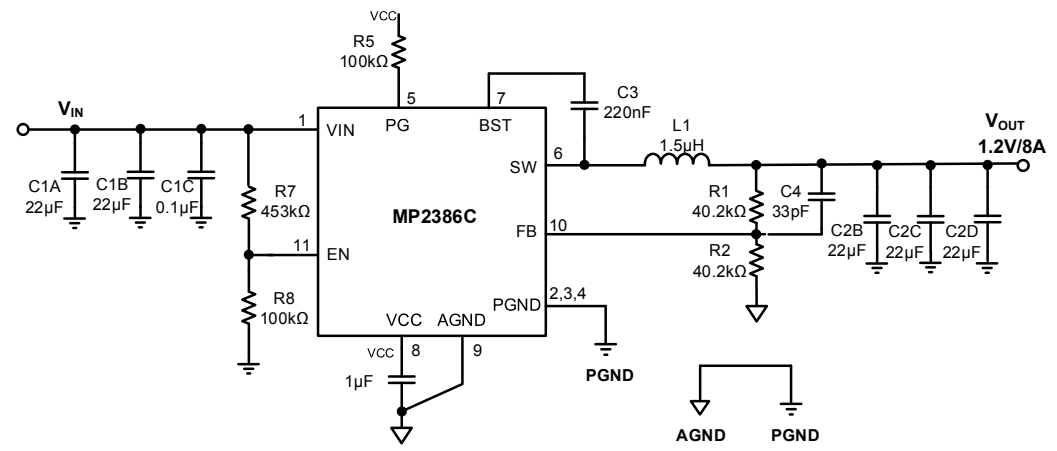 VCC
R5
100kΩ
5
7
C3
220nF
VIN
1
VIN
PG
BST
L1
1.5µH
VOUT
1.2V/8A
SW
6
C1A
22µF
C1B
22µF
C1C
0.1µF
R7
453kΩ
MP2386C
R1
40.2kΩ
C4
33pF
FB
10
C2B
22µF
C2C
22µF
C2D
22µF
11
EN
R2
40.2kΩ
R8
100kΩ
PGND
2,3,4
VCC
AGND
VCC
8
9
1µF
PGND
AGND
PGND